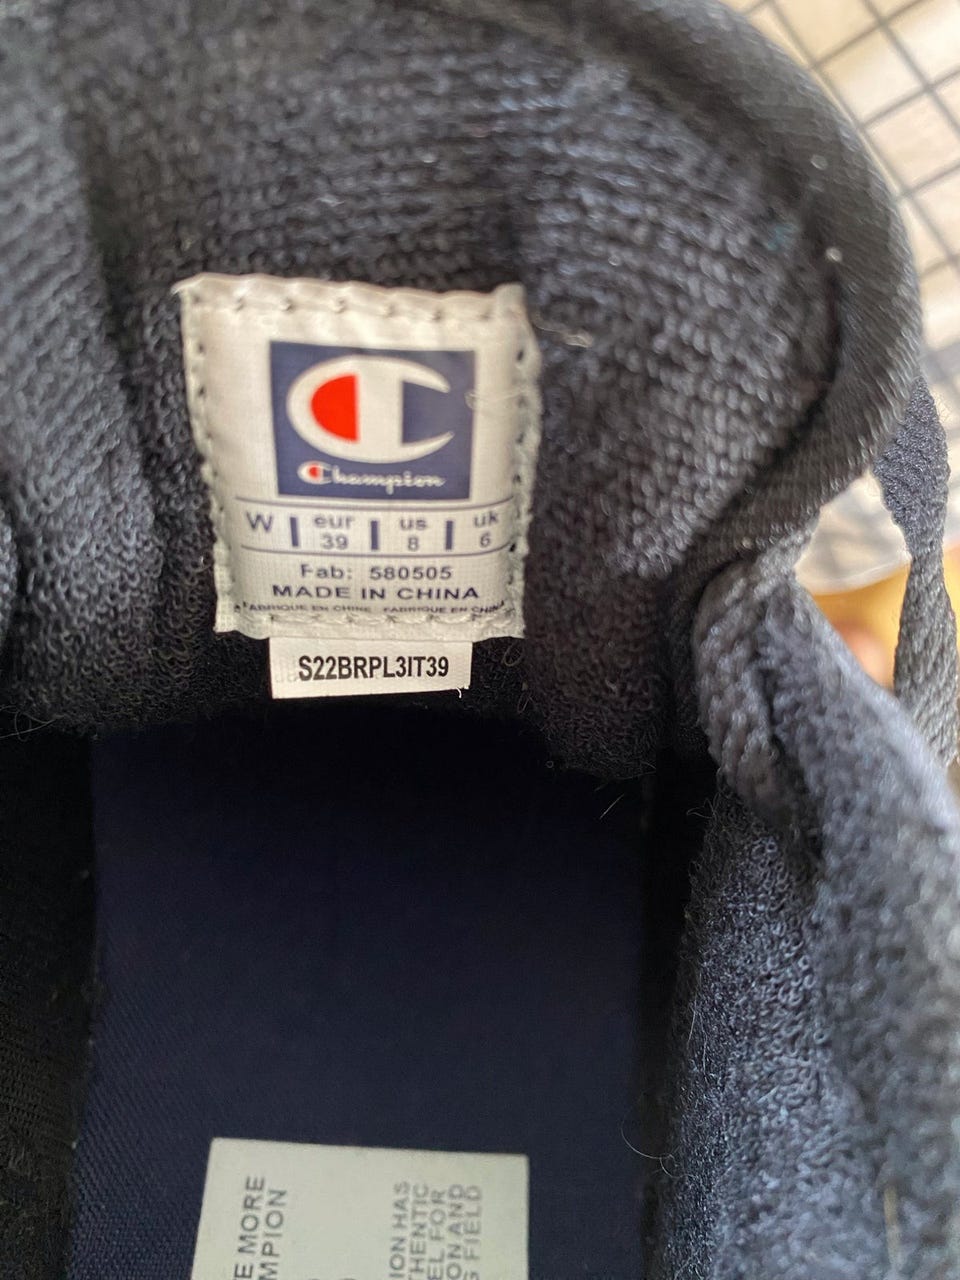 Champion
W | eur 39 | us 8 | uk 6
Fab: 580505
MADE IN CHINA
FABRIQUE EN CHINE FABRIQUE EN CHINA
S22BRPL3IT39
MORE
MPION
ION HAS
THENTIC
EL FOR
ON AND
FIELD